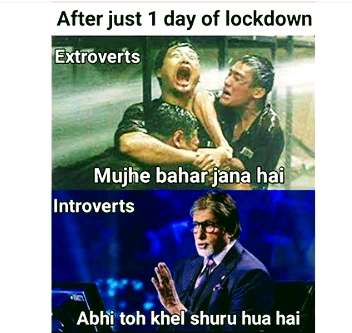 After just 1 day of lockdown
Extroverts
Mujhe bahar jana hai
Introverts
Abhi toh khel shuru hua hai